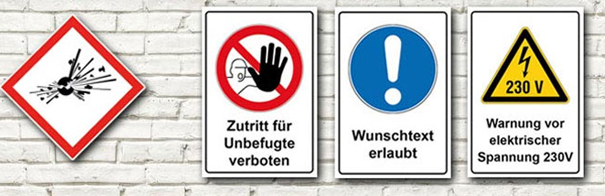 Zutritt für
Unbefugte
verboten
Wunschtext
erlaubt
230 V
Warnung vor
elektrischer
Spannung 230V